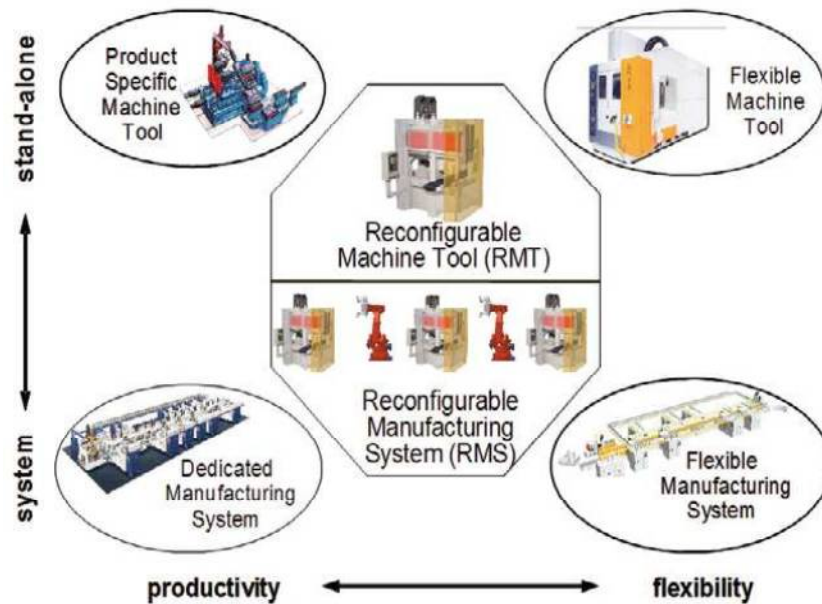 Product
Specific
Machine
Tool
Flexible
Machine
Tool
stand-alone
Reconfigurable
Machine Tool (RMT)
Reconfigurable
Manufacturing
System (RMS)
system
Dedicated
Manufacturing
System
Flexible
Manufacturing
System
productivity
flexibility